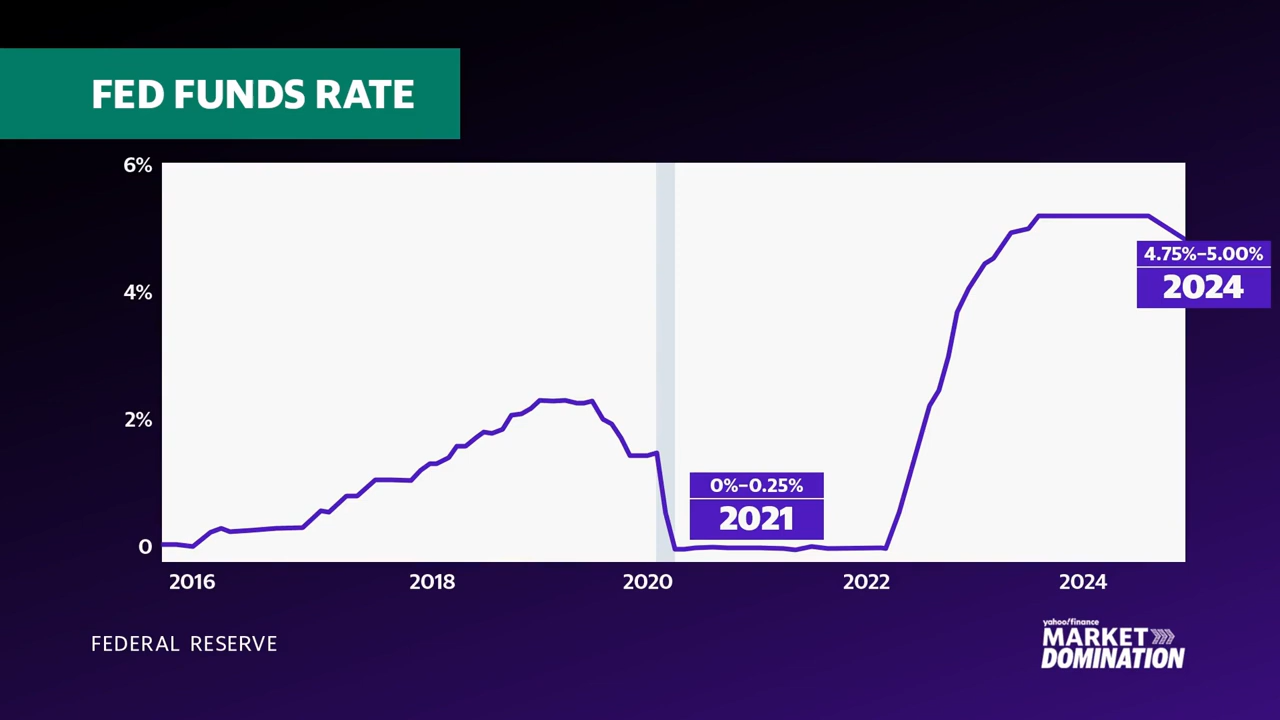 FED FUNDS RATE
6%
4%
2%
0
4.75%–5.00%
2024
0%–0.25%
2021
2016 2018 2020 2022 2024
FEDERAL RESERVE
yahoo/finance
MARKET
DOMINATION